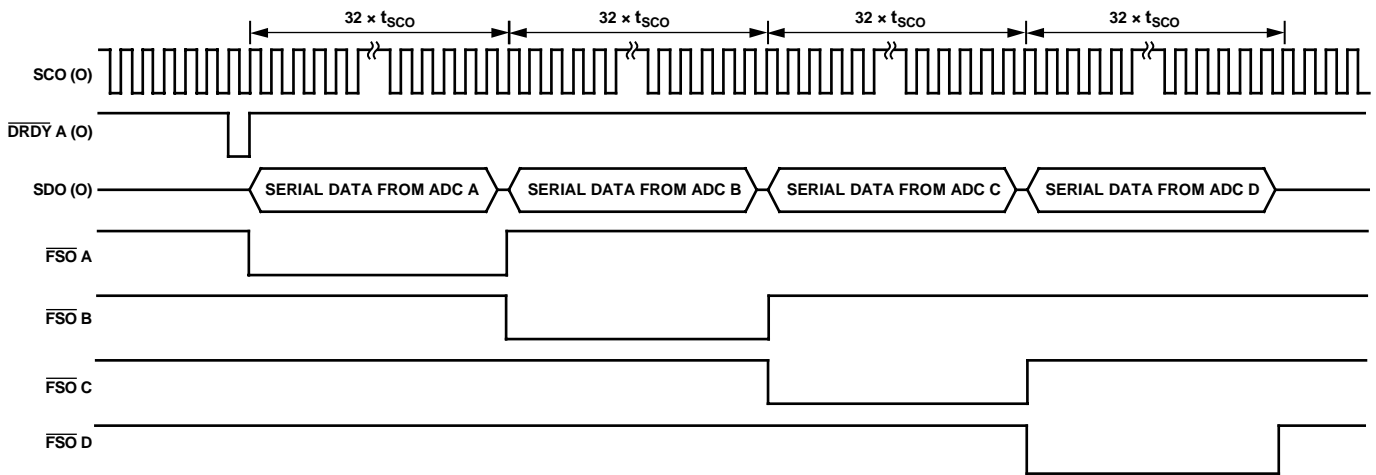 32 × tSCO 32 × tSCO 32 × tSCO 32 × tSCO
SCO (O)
DRDY A (O)
SDO (O) SERIAL DATA FROM ADC A SERIAL DATA FROM ADC B SERIAL DATA FROM ADC C SERIAL DATA FROM ADC D
FSO A
FSO B
FSO C
FSO D